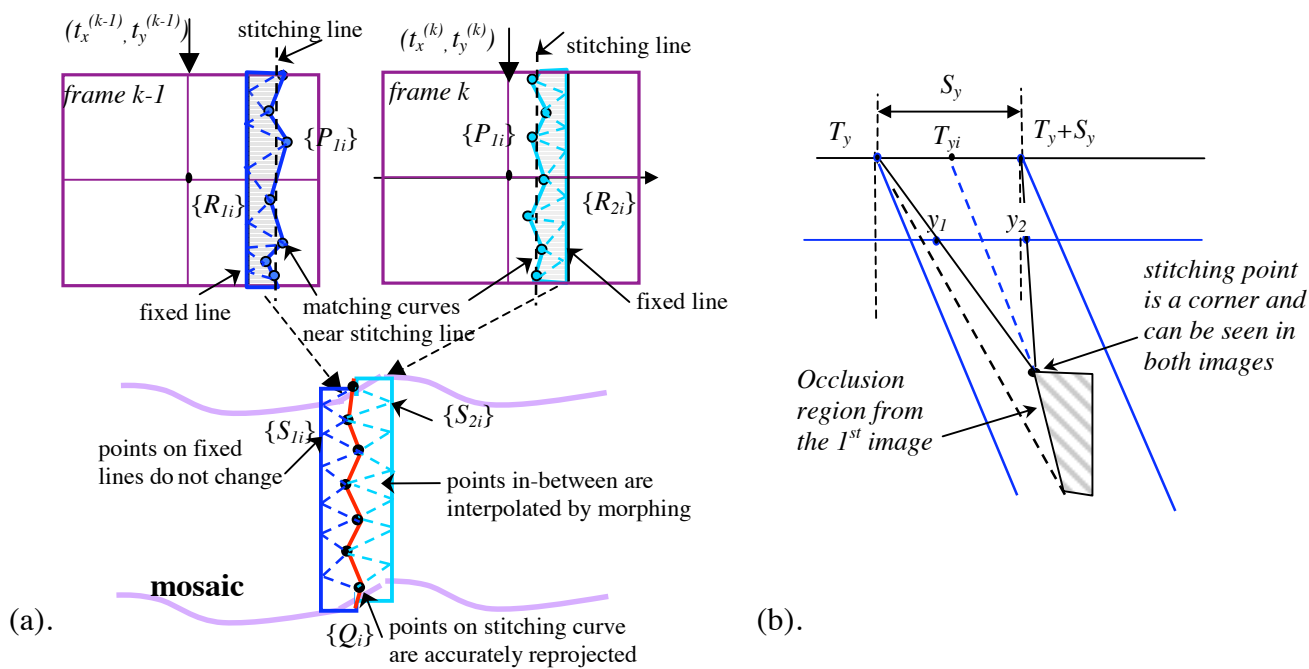 (t_x^(k-1), t_y^(k-1))
stitching line
frame k-1
{P_1i}
{R_1i}
fixed line
(t_x^(k), t_y^(k))
stitching line
frame k
{P_1i}
{R_2i}
fixed line
matching curves
near stitching line
{S_1i}
{S_2i}
points on fixed
lines do not change
points in-between are
interpolated by morphing
mosaic
{Q_i}
points on stitching curve
are accurately reprojected
(a).
S_y
T_y
T_yi
T_y+S_y
y_1
y_2
stitching point
is a corner and
can be seen in
both images
Occlusion
region from
the 1^st image
(b).